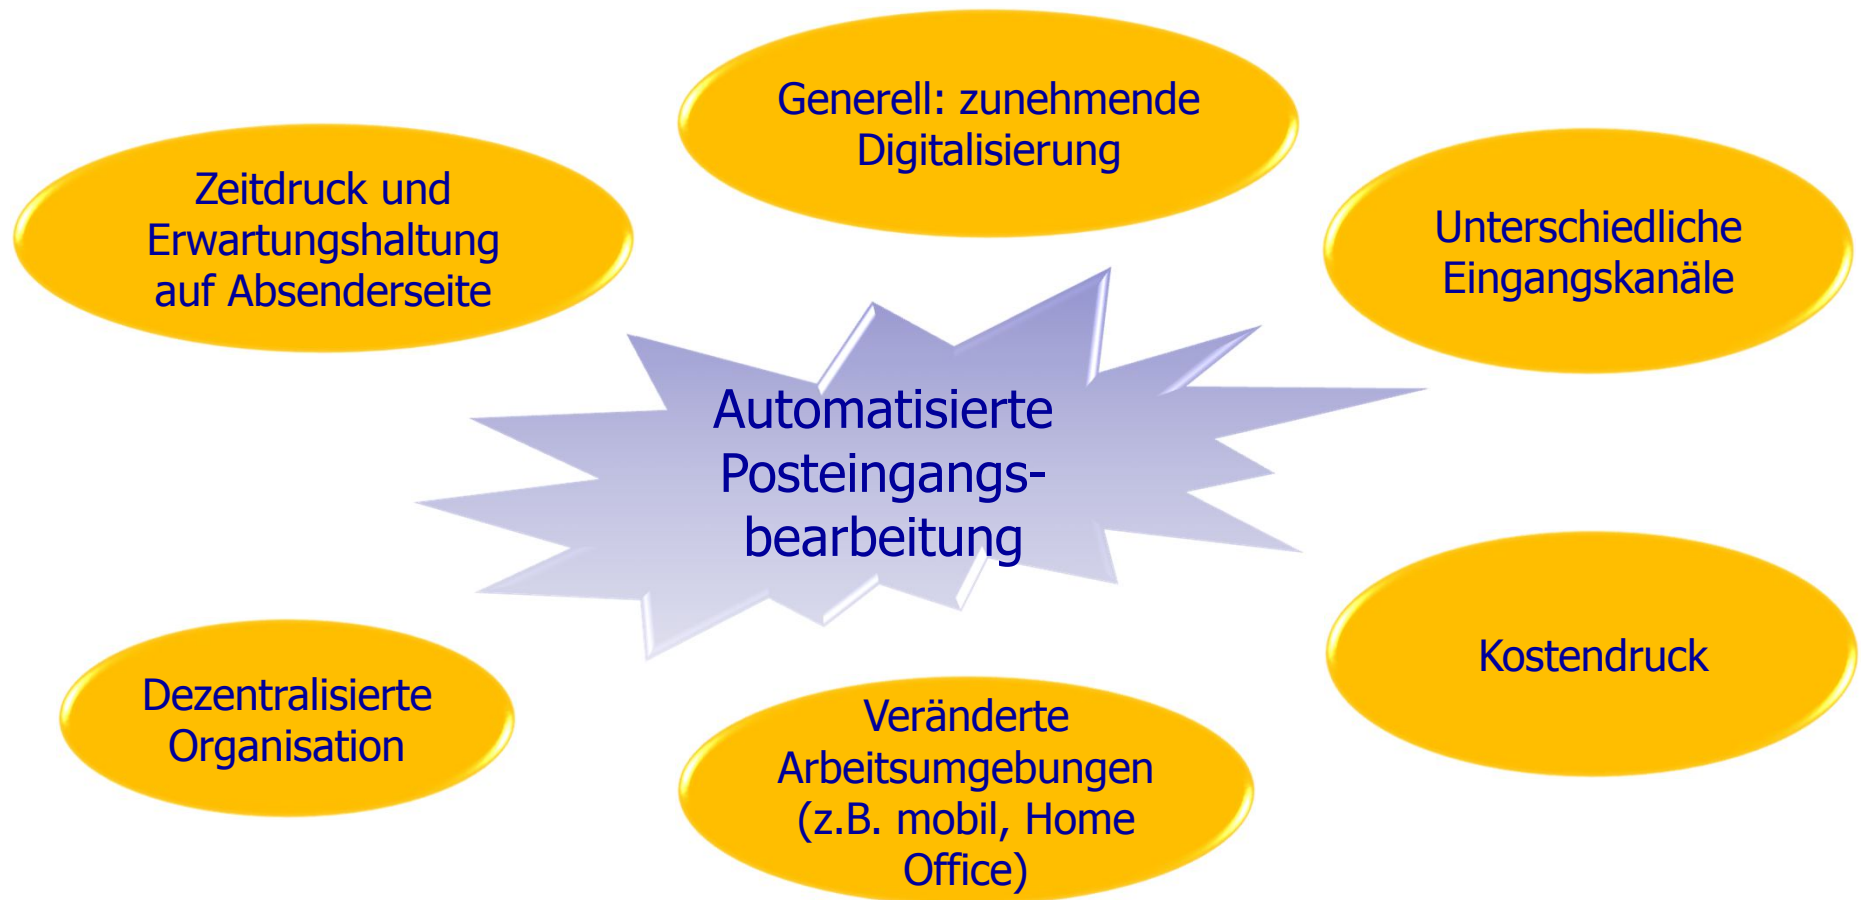 Generell: zunehmende
Digitalisierung
Zeitdruck und
Erwartungshaltung
auf Absenderseite
Unterschiedliche
Eingangskanäle
Automatisierte
Posteingangs-
bearbeitung
Kostendruck
Dezentralisierte
Organisation
Veränderte
Arbeitsumgebungen
(z.B. mobil, Home
Office)